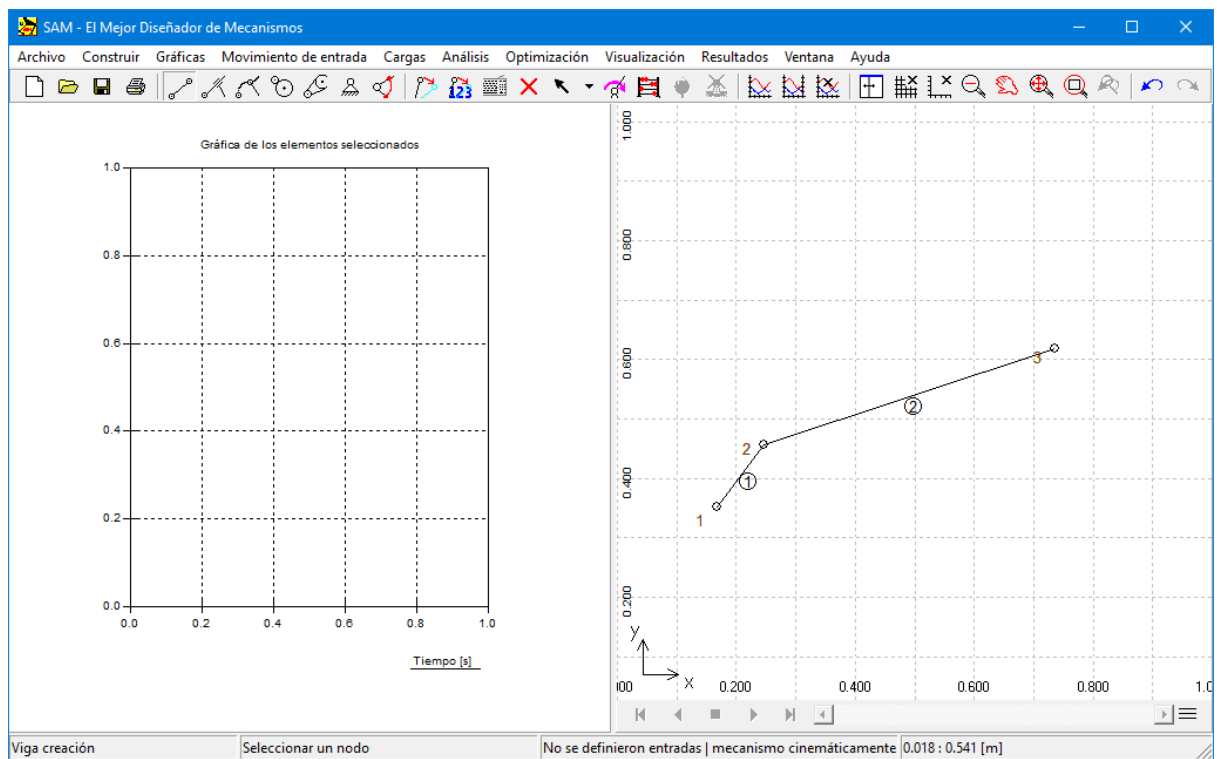 SAM - El Mejor Diseñador de Mecanismos
Archivo Construir Gráficas Movimiento de entrada Cargas Análisis Optimización Visualización Resultados Ventana Ayuda
123
Gráfica de los elementos seleccionados
1.0
0.8
0.6
0.4
0.2
0.0
0.0 0.2 0.4 0.6 0.8 1.0
Tiempo [s]
1.000
0.800
0.600
0.400
0.200
3
2
2
1
1
y
x
00 0.200 0.400 0.600 0.800 1.0
Viga creación
Seleccionar un nodo
No se definieron entradas | mecanismo cinemáticamente
0.018 : 0.541 [m]